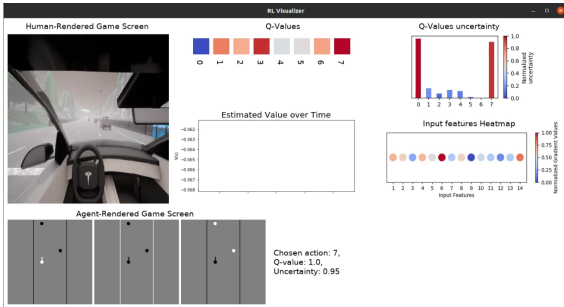 RL Visualizer
Human-Rendered Game Screen
Q-Values
Q-Values uncertainty
0 1 2 3 4 5 6 7
1.0
0.8
0.6
0.4
0.2
0.0
Normalized
uncertainty
0 1 2 3 4 5 6 7
Estimated Value over Time
−0.062
−0.063
−0.064
−0.065
−0.066
−0.067
−0.068
V(s)
Input features Heatmap
1.00
0.75
0.50
0.25
0.00
Normalized Gradient Values
1 2 3 4 5 6 7 8 9 10 11 12 13 14
Input Features
Agent-Rendered Game Screen
Chosen action: 7,
Q-value: 1.0,
Uncertainty: 0.95